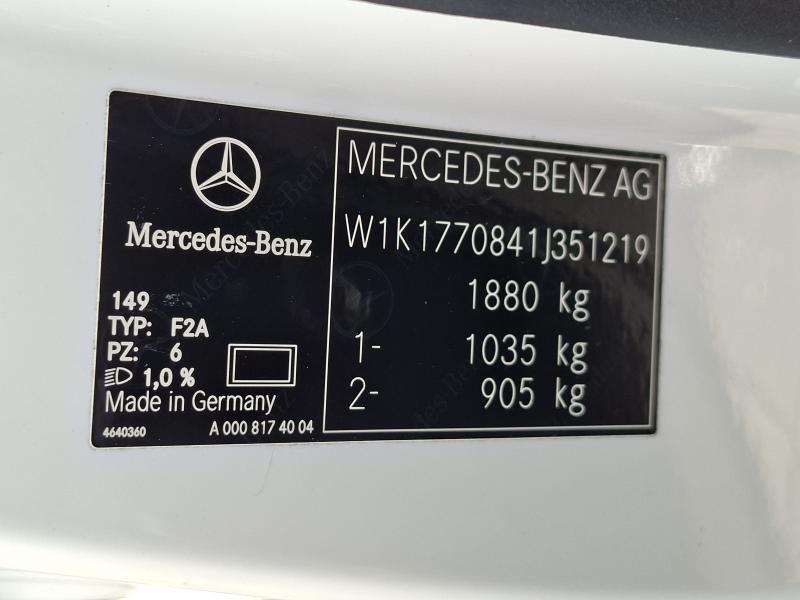 Mercedes-Benz
149
TYP: F2A
PZ: 6
1,0 %
Made in Germany
4640360 A 000 817 40 04
MERCEDES-BENZ AG
W1K1770841J351219
1880 kg
1- 1035 kg
2- 905 kg